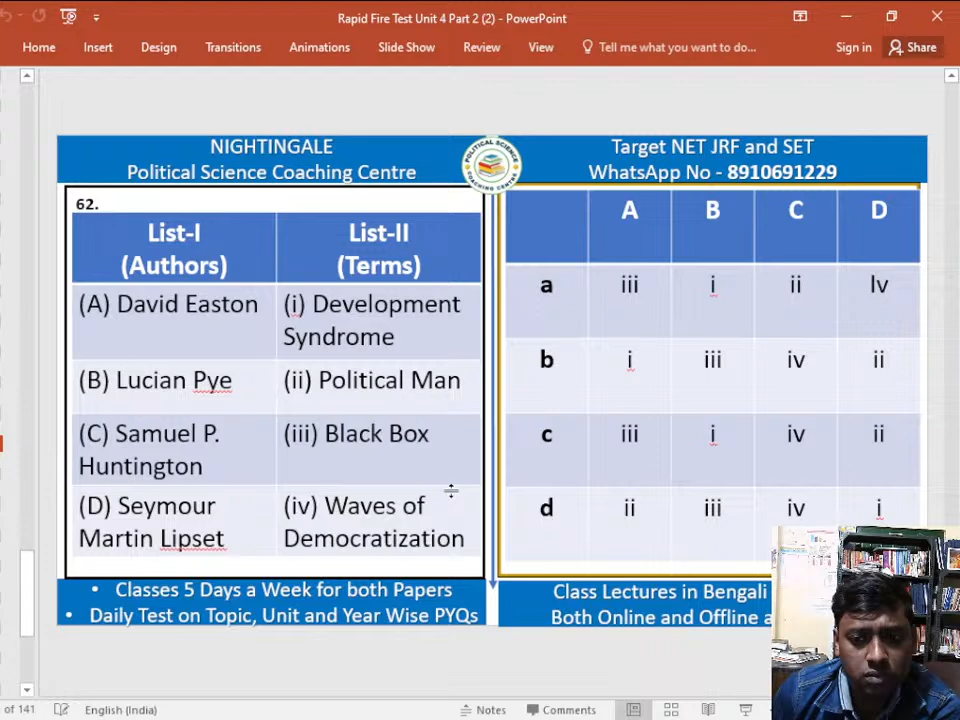 Rapid Fire Test Unit 4 Part 2 (2) - PowerPoint
Home Insert Design Transitions Animations Slide Show Review View Tell me what you want to do... Sign in Share
NIGHTINGALE
Political Science Coaching Centre
POLITICAL SCIENCE COACHING CENTRE
Target NET JRF and SET
WhatsApp No - 8910691229
62.
List-I (Authors) List-II (Terms)
(A) David Easton (i) Development Syndrome
(B) Lucian Pye (ii) Political Man
(C) Samuel P. Huntington (iii) Black Box
(D) Seymour Martin Lipset (iv) Waves of Democratization
A B C D
a iii i ii Iv
b i iii iv ii
c iii i iv ii
d ii iii iv i
• Classes 5 Days a Week for both Papers
• Daily Test on Topic, Unit and Year Wise PYQs
Class Lectures in Bengali
Both Online and Offline
of 141 English (India) Notes Comments